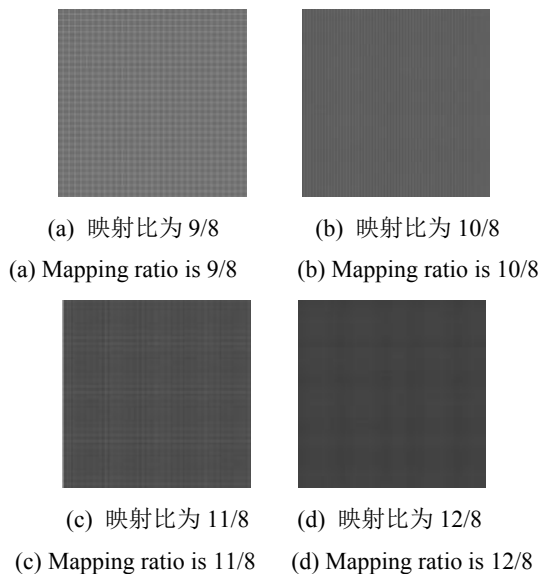 (a) 映射比为 9/8 (b) 映射比为 10/8
(a) Mapping ratio is 9/8 (b) Mapping ratio is 10/8
(c) 映射比为 11/8 (d) 映射比为 12/8
(c) Mapping ratio is 11/8 (d) Mapping ratio is 12/8